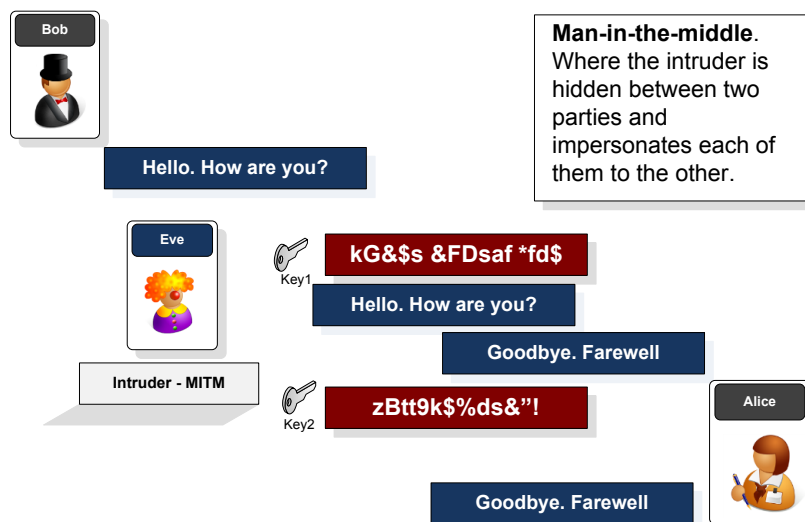 Bob
Man-in-the-middle.
Where the intruder is
hidden between two
parties and
impersonates each of
them to the other.
Hello. How are you?
Eve
kG&$s &FDsaf *fd$
Key1
Hello. How are you?
Goodbye. Farewell
Intruder - MITM
zBtt9k$%ds&”!
Key2
Alice
Goodbye. Farewell